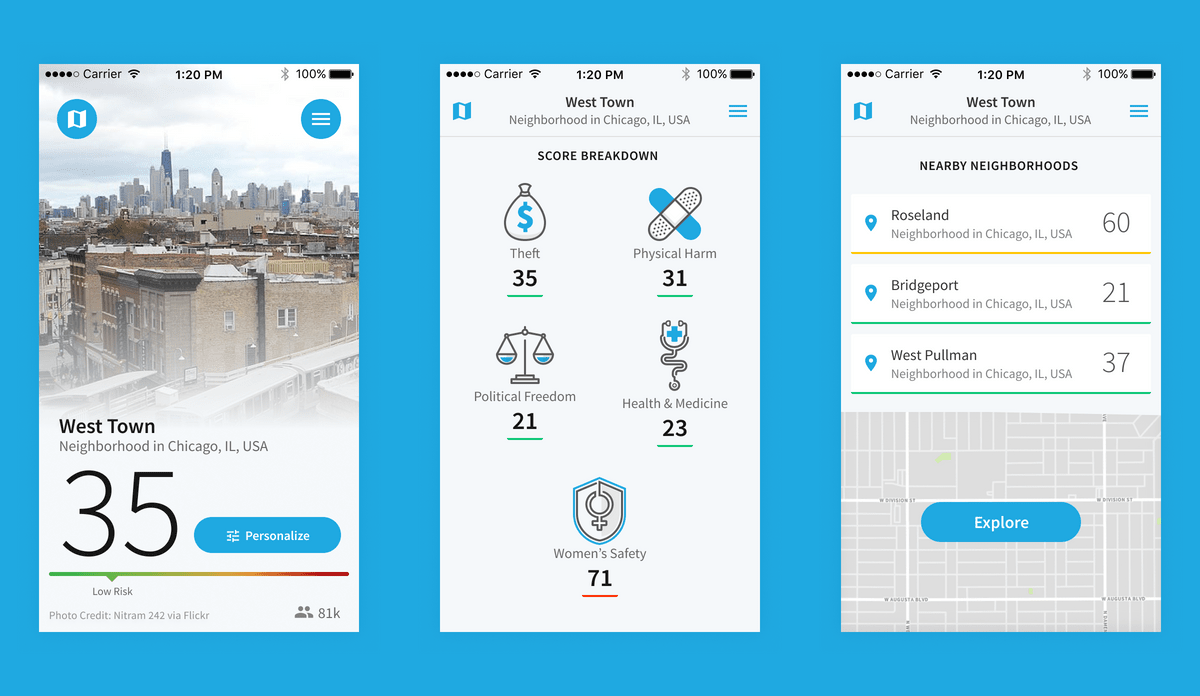 Carrier 1:20 PM 100%
West Town
Neighborhood in Chicago, IL, USA
35
Personalize
Low Risk
Photo Credit: Nitram 242 via Flickr
81k
Carrier 1:20 PM 100%
West Town
Neighborhood in Chicago, IL, USA
SCORE BREAKDOWN
$
Theft
35
Physical Harm
31
Political Freedom
21
Health & Medicine
23
Women’s Safety
71
Carrier 1:20 PM 100%
West Town
Neighborhood in Chicago, IL, USA
NEARBY NEIGHBORHOODS
Roseland
60
Neighborhood in Chicago, IL, USA
Bridgeport
21
Neighborhood in Chicago, IL, USA
West Pullman
37
Neighborhood in Chicago, IL, USA
W DIVISION ST
W DIVISION ST
Explore
W AUGUSTA BLVD
W AUGUSTA BLVD